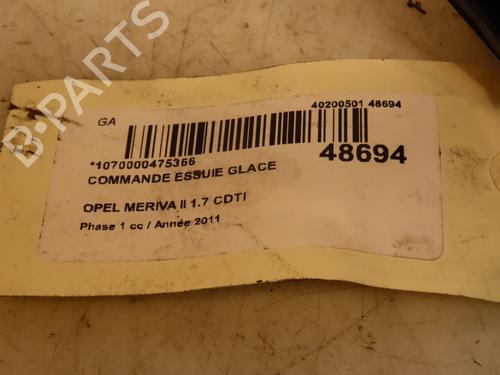 B-PARTS
GA
40200501 48694
*1070000475366
48694
COMMANDE ESSUIE GLACE
OPEL MERIVA II 1.7 CDTI
Phase 1 cc / Année 2011